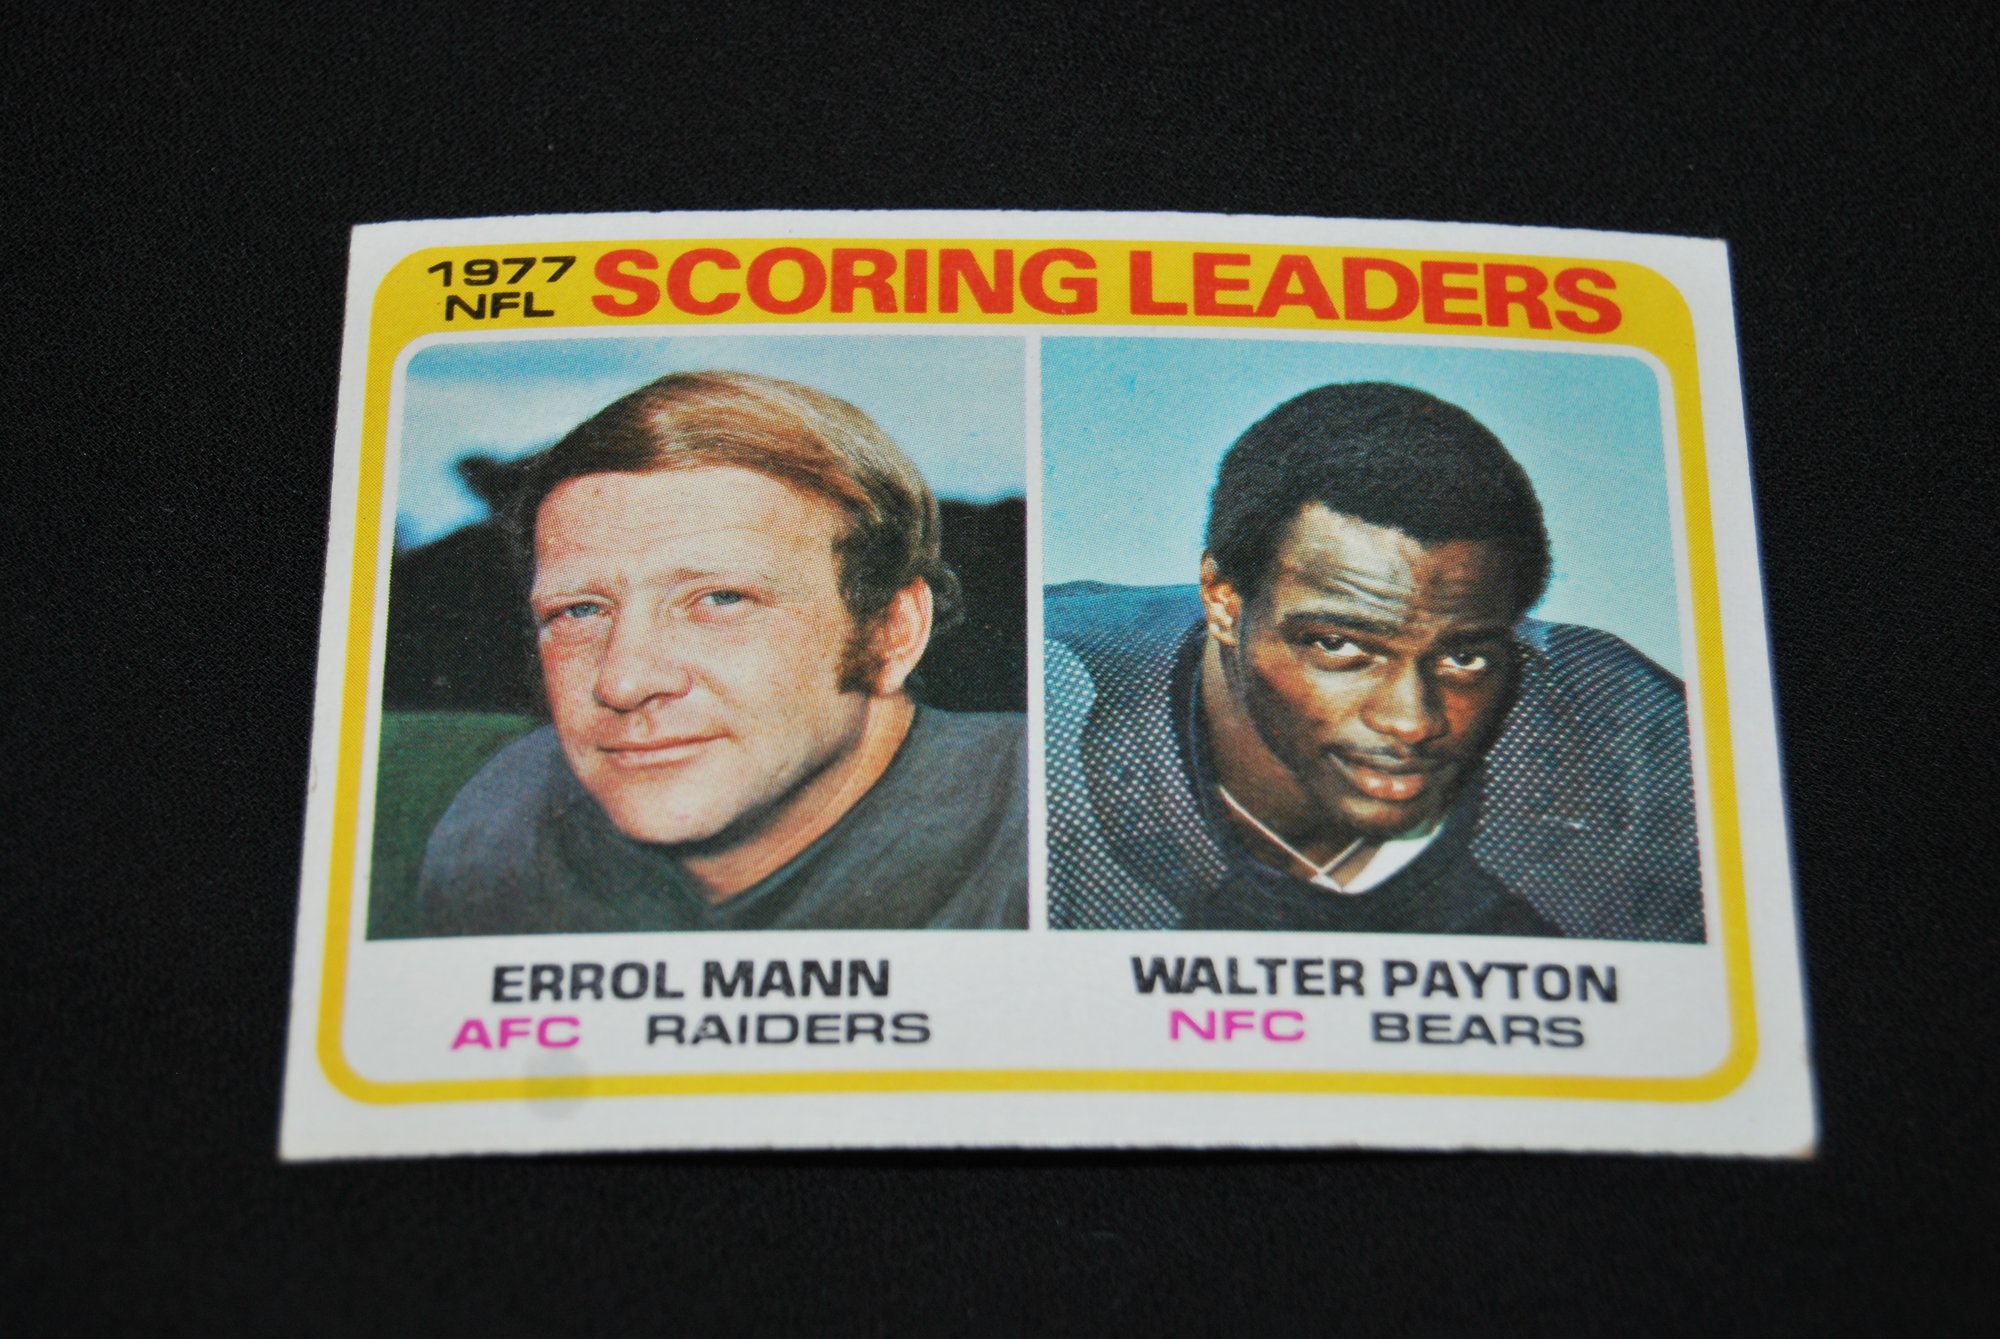 1977 NFL SCORING LEADERS
ERROL MANN
AFC RAIDERS
WALTER PAYTON
NFC BEARS